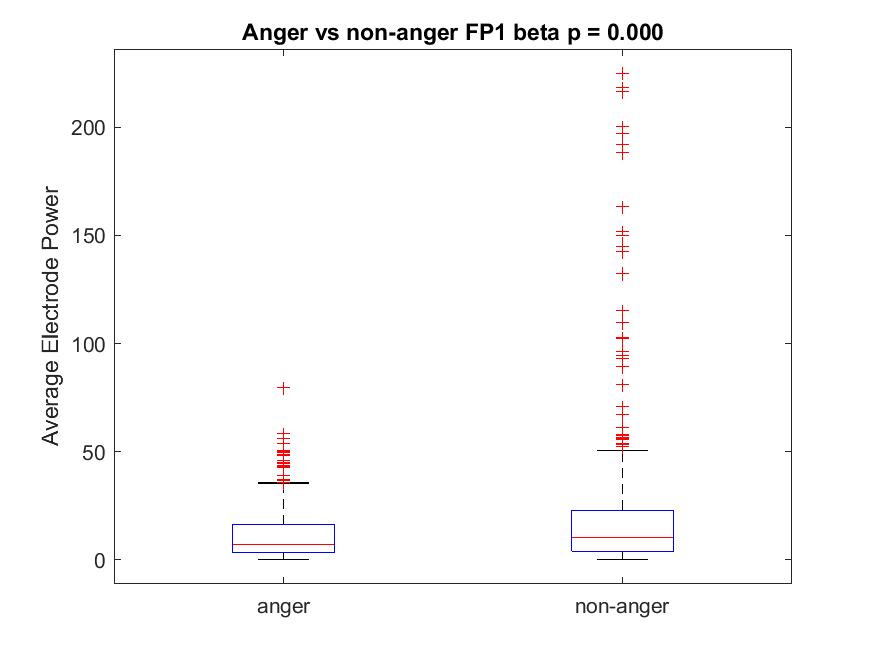 Anger vs non-anger FP1 beta p = 0.000
Average Electrode Power
200
150
100
50
0
anger non-anger